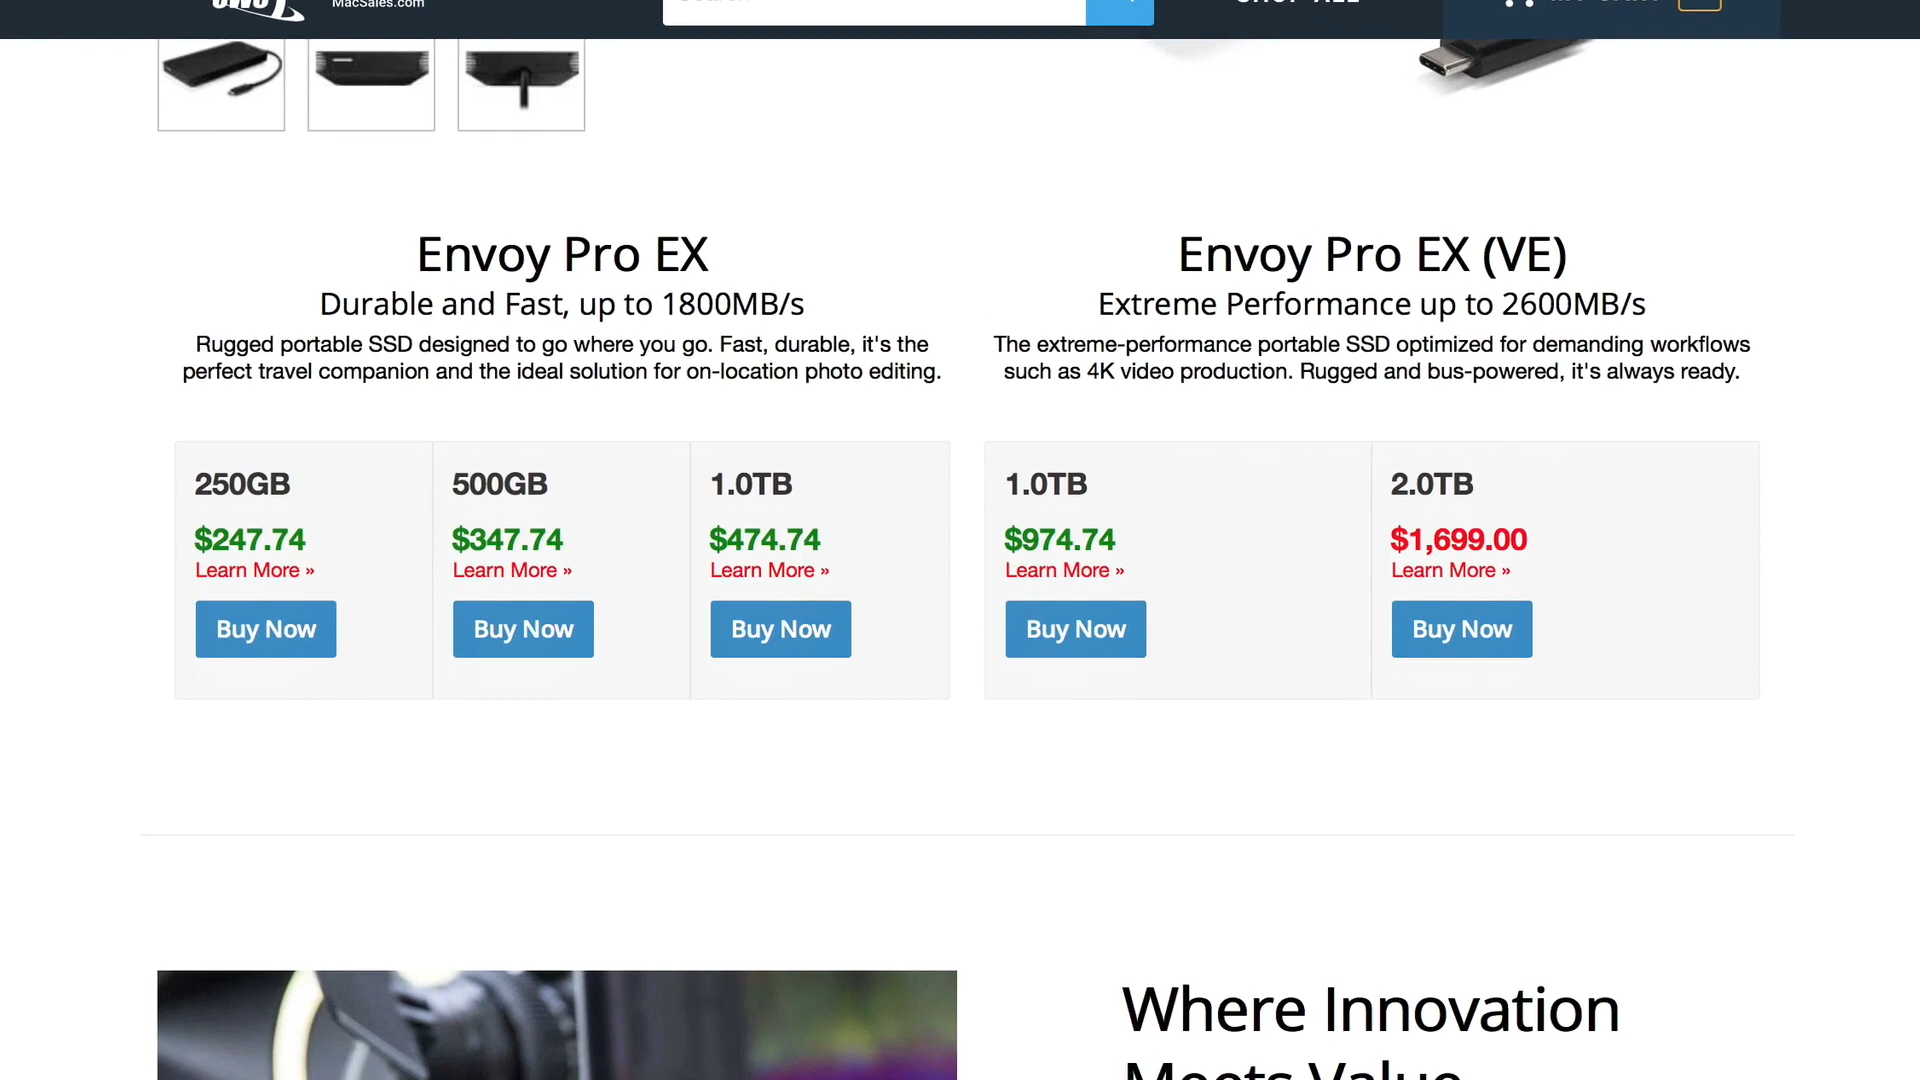 MacSales.com
SHOP ALL
Envoy Pro EX
Durable and Fast, up to 1800MB/s
Rugged portable SSD designed to go where you go. Fast, durable, it's the
perfect travel companion and the ideal solution for on-location photo editing.
250GB
$247.74
Learn More »
Buy Now
500GB
$347.74
Learn More »
Buy Now
1.0TB
$474.74
Learn More »
Buy Now
Envoy Pro EX (VE)
Extreme Performance up to 2600MB/s
The extreme-performance portable SSD optimized for demanding workflows
such as 4K video production. Rugged and bus-powered, it's always ready.
1.0TB
$974.74
Learn More »
Buy Now
2.0TB
$1,699.00
Learn More »
Buy Now
Where Innovation
Meets Value